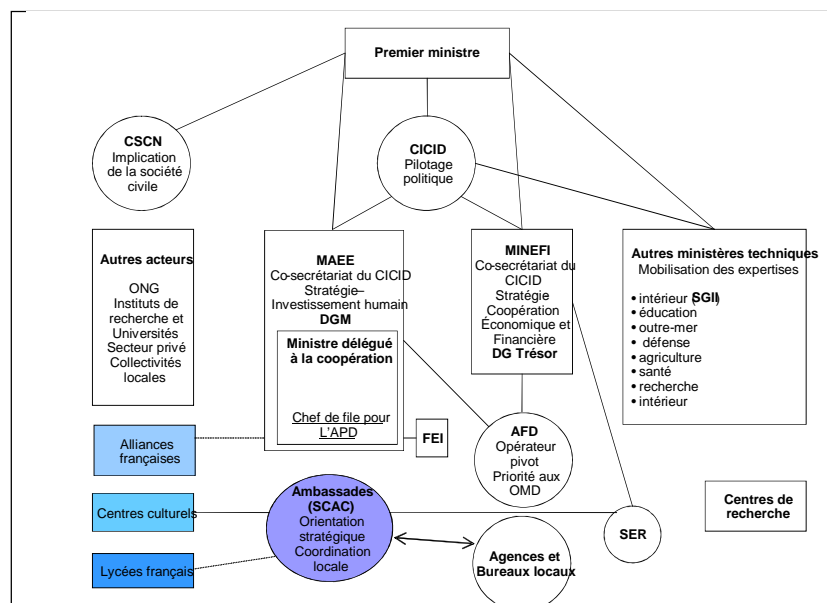 Premier ministre
CSCN
Implication
de la société
civile
CICID
Pilotage
politique
Autres acteurs
ONG
Instituts de
recherche et
Universités
Secteur privé
Collectivités
locales
MAEE
Co-secrétariat du CICID
Stratégie–
Investissement humain
DGM
Ministre délégué
à la coopération
Chef de file pour
L'APD
MINEFI
Co-secrétariat du
CICID
Stratégie
Coopération
Économique et
Financière
DG Trésor
Autres ministères techniques
Mobilisation des expertises
• intérieur (SGII)
• éducation
• outre-mer
• défense
• agriculture
• santé
• recherche
• intérieur
Alliances
françaises
FEI
AFD
Opérateur
pivot
Priorité aux
OMD
Centres culturels
Ambassades
(SCAC)
Orientation
stratégique
Coordination
locale
SER
Centres de
recherche
Agences et
Bureaux locaux
Lycées français